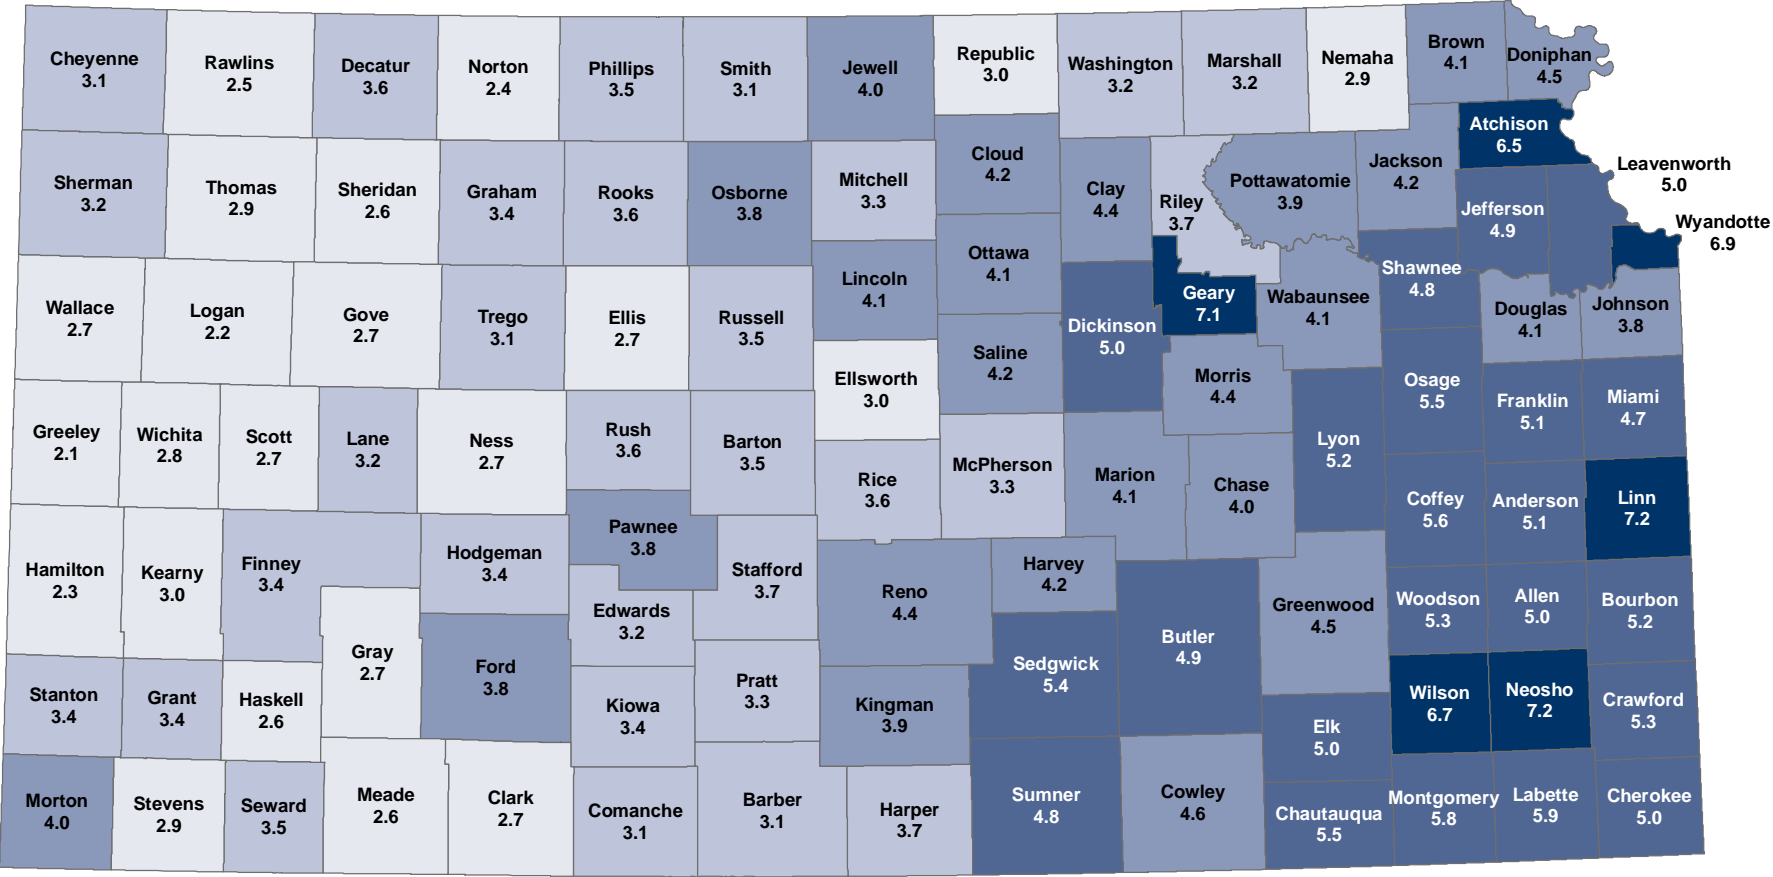 Cheyenne
3.1
Rawlins
2.5
Decatur
3.6
Norton
2.4
Phillips
3.5
Smith
3.1
Jewell
4.0
Republic
3.0
Washington
3.2
Marshall
3.2
Nemaha
2.9
Brown
4.1
Doniphan
4.5
Atchison
6.5
Leavenworth
5.0
Wyandotte
6.9
Sherman
3.2
Thomas
2.9
Sheridan
2.6
Graham
3.4
Rooks
3.6
Osborne
3.8
Mitchell
3.3
Cloud
4.2
Clay
4.4
Riley
3.7
Pottawatomie
3.9
Jackson
4.2
Jefferson
4.9
Wallace
2.7
Logan
2.2
Gove
2.7
Trego
3.1
Ellis
2.7
Russell
3.5
Lincoln
4.1
Ottawa
4.1
Dickinson
5.0
Geary
7.1
Wabaunsee
4.1
Shawnee
4.8
Douglas
4.1
Johnson
3.8
Saline
4.2
Ellsworth
3.0
Morris
4.4
Osage
5.5
Franklin
5.1
Miami
4.7
Greeley
2.1
Wichita
2.8
Scott
2.7
Lane
3.2
Ness
2.7
Rush
3.6
Barton
3.5
Rice
3.6
McPherson
3.3
Marion
4.1
Chase
4.0
Lyon
5.2
Coffey
5.6
Anderson
5.1
Linn
7.2
Hamilton
2.3
Kearny
3.0
Finney
3.4
Hodgeman
3.4
Pawnee
3.8
Stafford
3.7
Edwards
3.2
Reno
4.4
Harvey
4.2
Butler
4.9
Greenwood
4.5
Woodson
5.3
Allen
5.0
Bourbon
5.2
Gray
2.7
Ford
3.8
Stanton
3.4
Grant
3.4
Haskell
2.6
Kiowa
3.4
Pratt
3.3
Kingman
3.9
Sedgwick
5.4
Elk
5.0
Wilson
6.7
Neosho
7.2
Crawford
5.3
Morton
4.0
Stevens
2.9
Seward
3.5
Meade
2.6
Clark
2.7
Comanche
3.1
Barber
3.1
Harper
3.7
Sumner
4.8
Cowley
4.6
Chautauqua
5.5
Montgomery
5.8
Labette
5.9
Cherokee
5.0